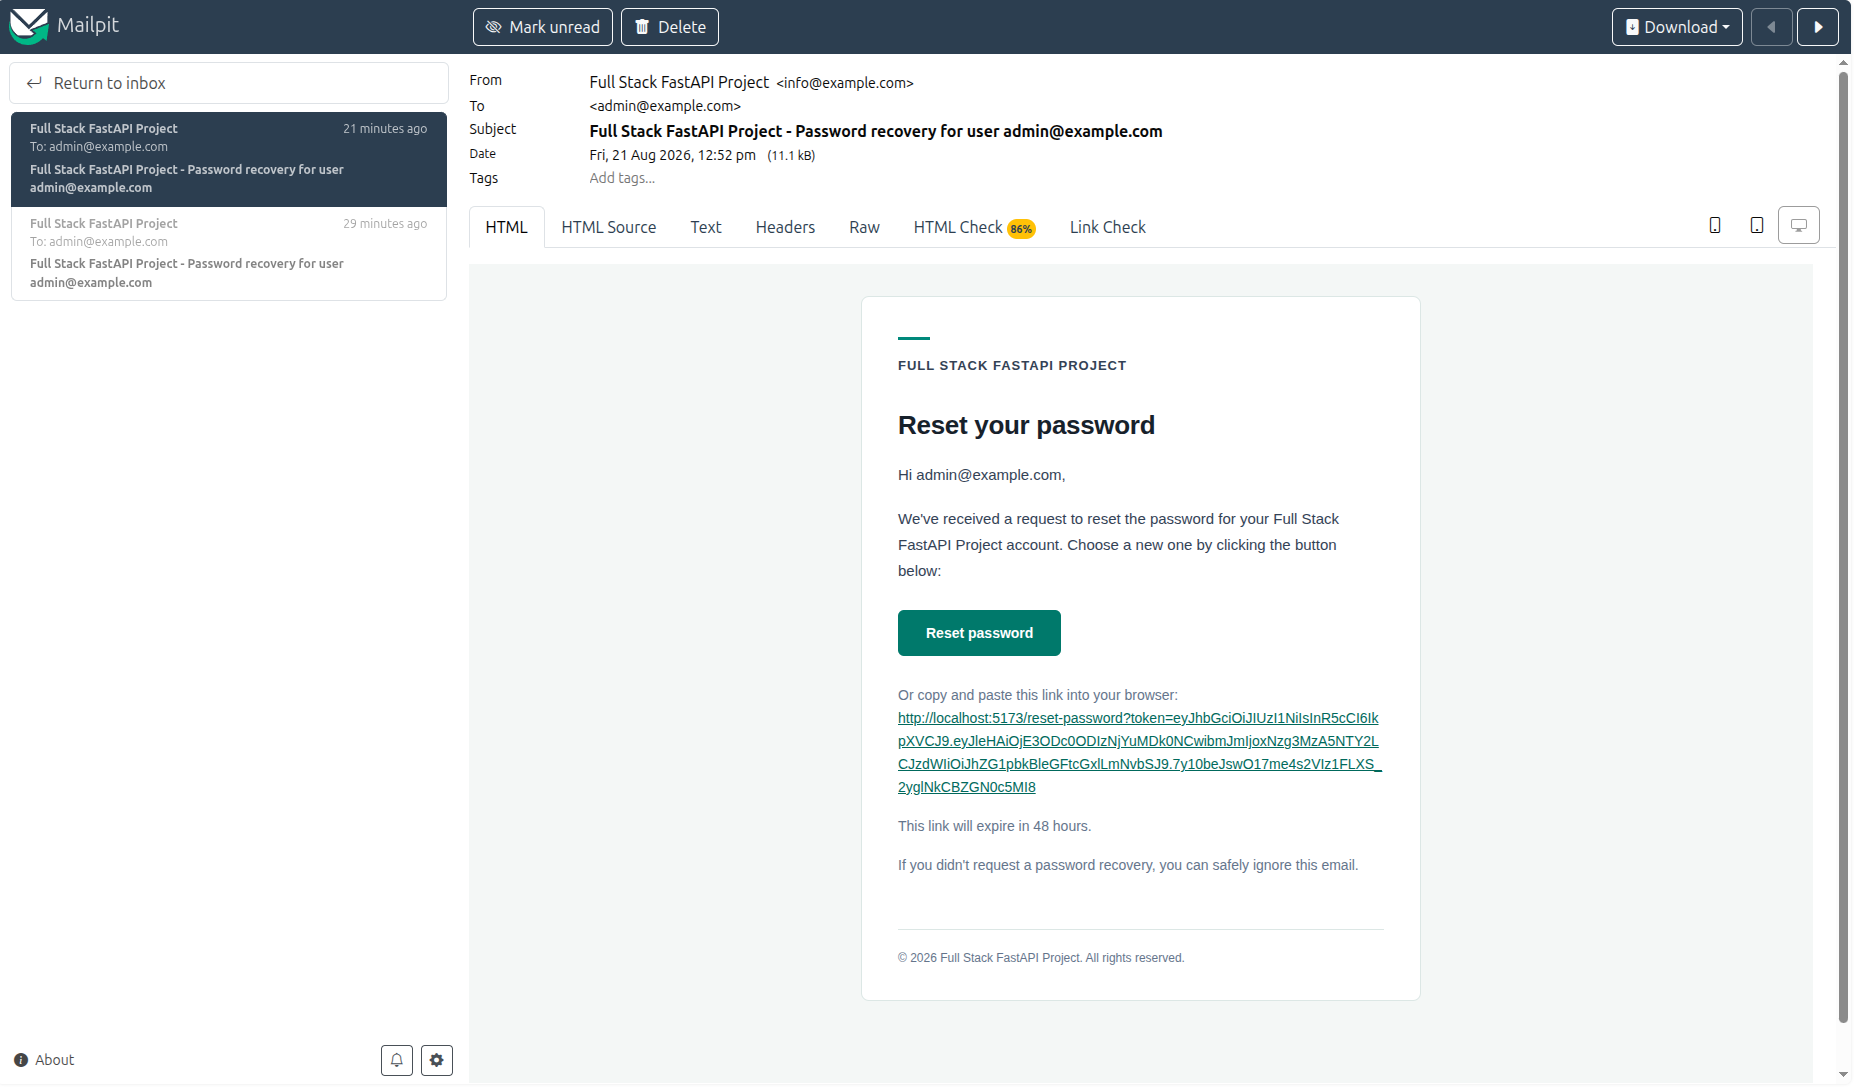 Mailpit
Mark unread
Delete
Download
Return to inbox
Full Stack FastAPI Project 21 minutes ago
To: admin@example.com
Full Stack FastAPI Project - Password recovery for user
admin@example.com
Full Stack FastAPI Project 29 minutes ago
To: admin@example.com
Full Stack FastAPI Project - Password recovery for user
admin@example.com
About
From Full Stack FastAPI Project <info@example.com>
To <admin@example.com>
Subject Full Stack FastAPI Project - Password recovery for user admin@example.com
Date Fri, 21 Aug 2026, 12:52 pm (11.1 kB)
Tags Add tags...
HTML HTML Source Text Headers Raw HTML Check 86% Link Check
FULL STACK FASTAPI PROJECT
Reset your password
Hi admin@example.com,
We've received a request to reset the password for your Full Stack
FastAPI Project account. Choose a new one by clicking the button
below:
Reset password
Or copy and paste this link into your browser:
http://localhost:5173/reset-password?token=eyJhbGciOiJIUzI1NiIsInR5cCI6Ik
pXVCJ9.eyJleHAiOjE3ODc0ODIzNjYuMDk0NCwibmJmIjoxNzg3MzA5NTY2L
CJzdWIiOiJhZG1pbkBleGFtcGxlLmNvbSJ9.7y10beJswO17me4s2VIz1FLXS_
2yglNkCBZGN0c5MI8
This link will expire in 48 hours.
If you didn't request a password recovery, you can safely ignore this email.
© 2026 Full Stack FastAPI Project. All rights reserved.